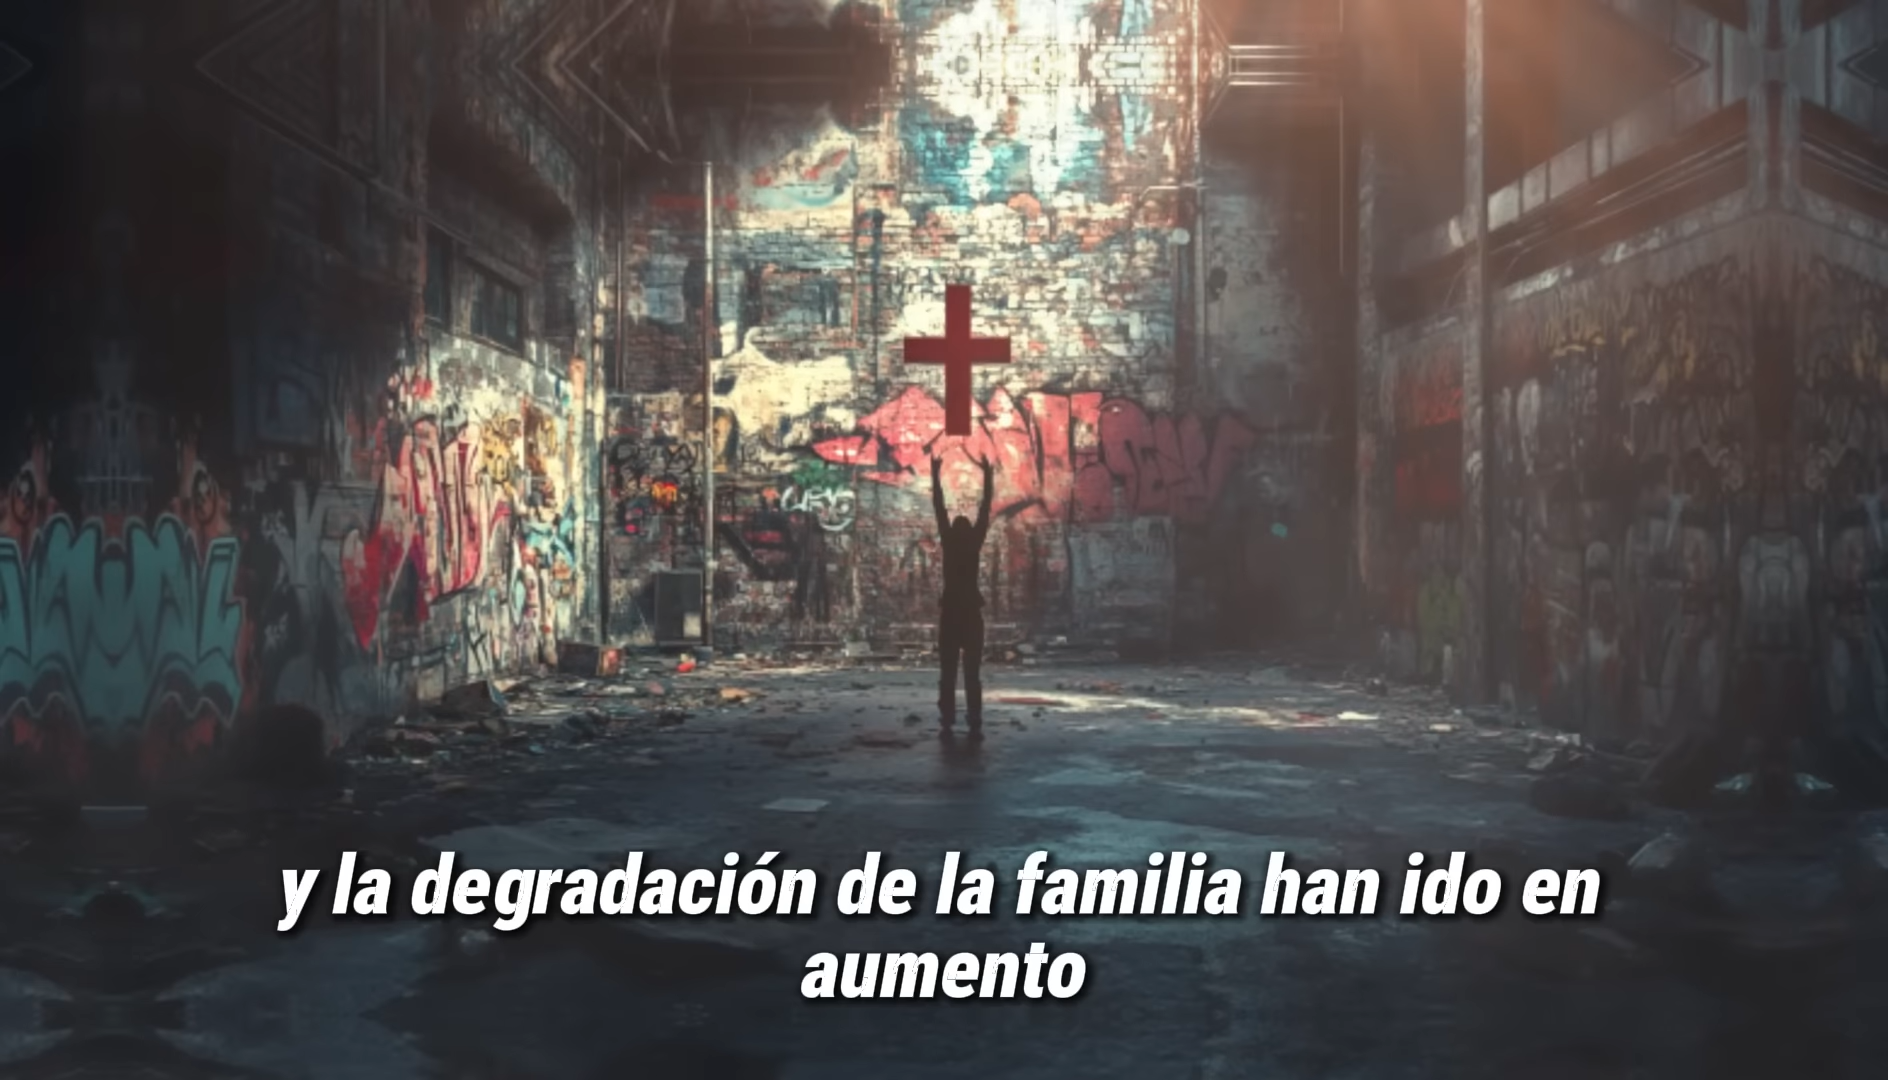 y la degradación de la familia han ido en
aumento